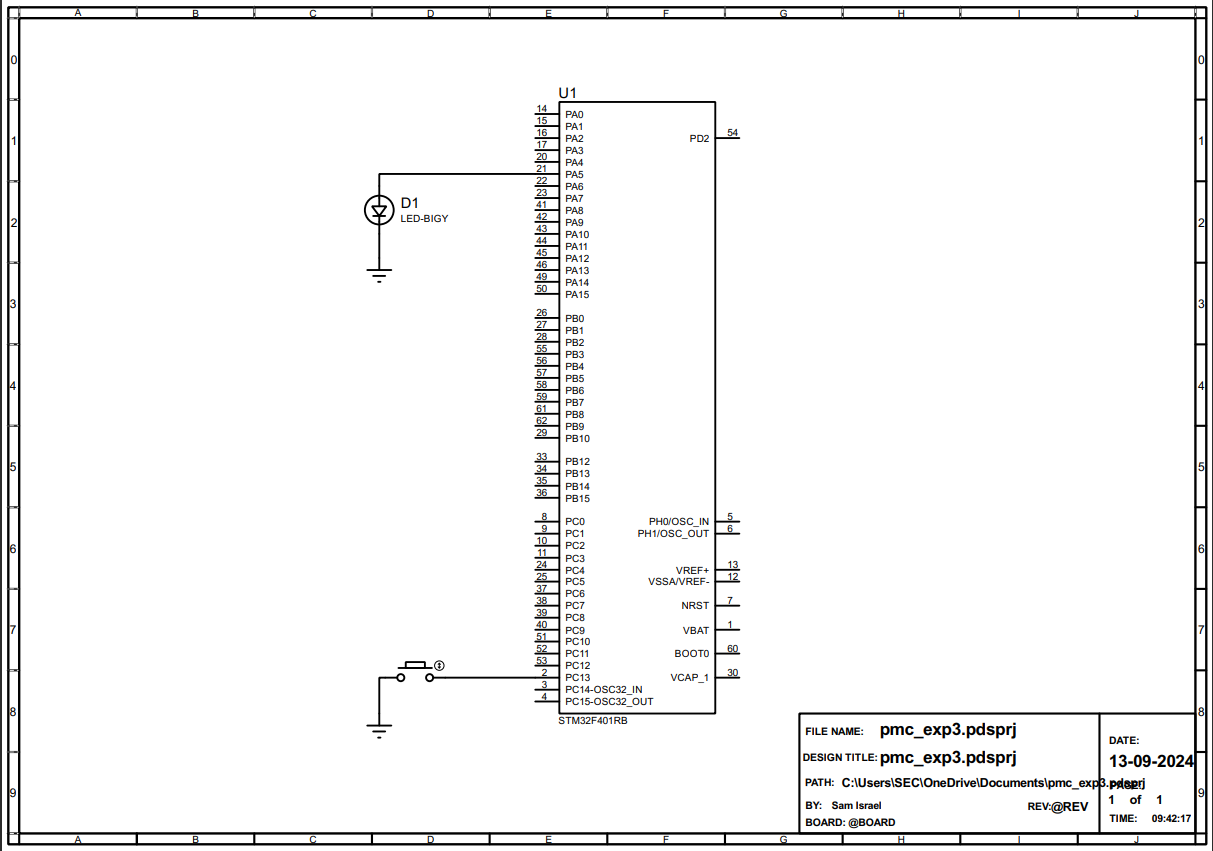 A B C D E F G H I J
0 0
1 1
2 2
3 3
4 4
5 5
6 6
7 7
8 8
9 9
U1
14 PA0
15 PA1
16 PA2
17 PA3
20 PA4
21 PA5
22 PA6
23 PA7
41 PA8
42 PA9
43 PA10
44 PA11
45 PA12
46 PA13
49 PA14
50 PA15
26 PB0
27 PB1
28 PB2
55 PB3
56 PB4
57 PB5
58 PB6
59 PB7
61 PB8
62 PB9
29 PB10
33 PB12
34 PB13
35 PB14
36 PB15
8 PC0
9 PC1
10 PC2
11 PC3
24 PC4
25 PC5
37 PC6
38 PC7
39 PC8
40 PC9
51 PC10
52 PC11
53 PC12
2 PC13
3 PC14-OSC32_IN
4 PC15-OSC32_OUT
PD2 54
PH0/OSC_IN 5
PH1/OSC_OUT 6
VREF+ 13
VSSA/VREF- 12
NRST 7
VBAT 1
BOOT0 60
VCAP_1 30
STM32F401RB
D1
LED-BIGY
FILE NAME: pmc_exp3.pdsprj
DESIGN TITLE: pmc_exp3.pdsprj
PATH: C:\Users\SEC\OneDrive\Documents\pmc_exp3.pdsprj
BY: Sam Israel REV:@REV
BOARD: @BOARD
DATE:
13-09-2024
PAGE:
1 of 1
TIME: 09:42:17
A B C D E F G H I J